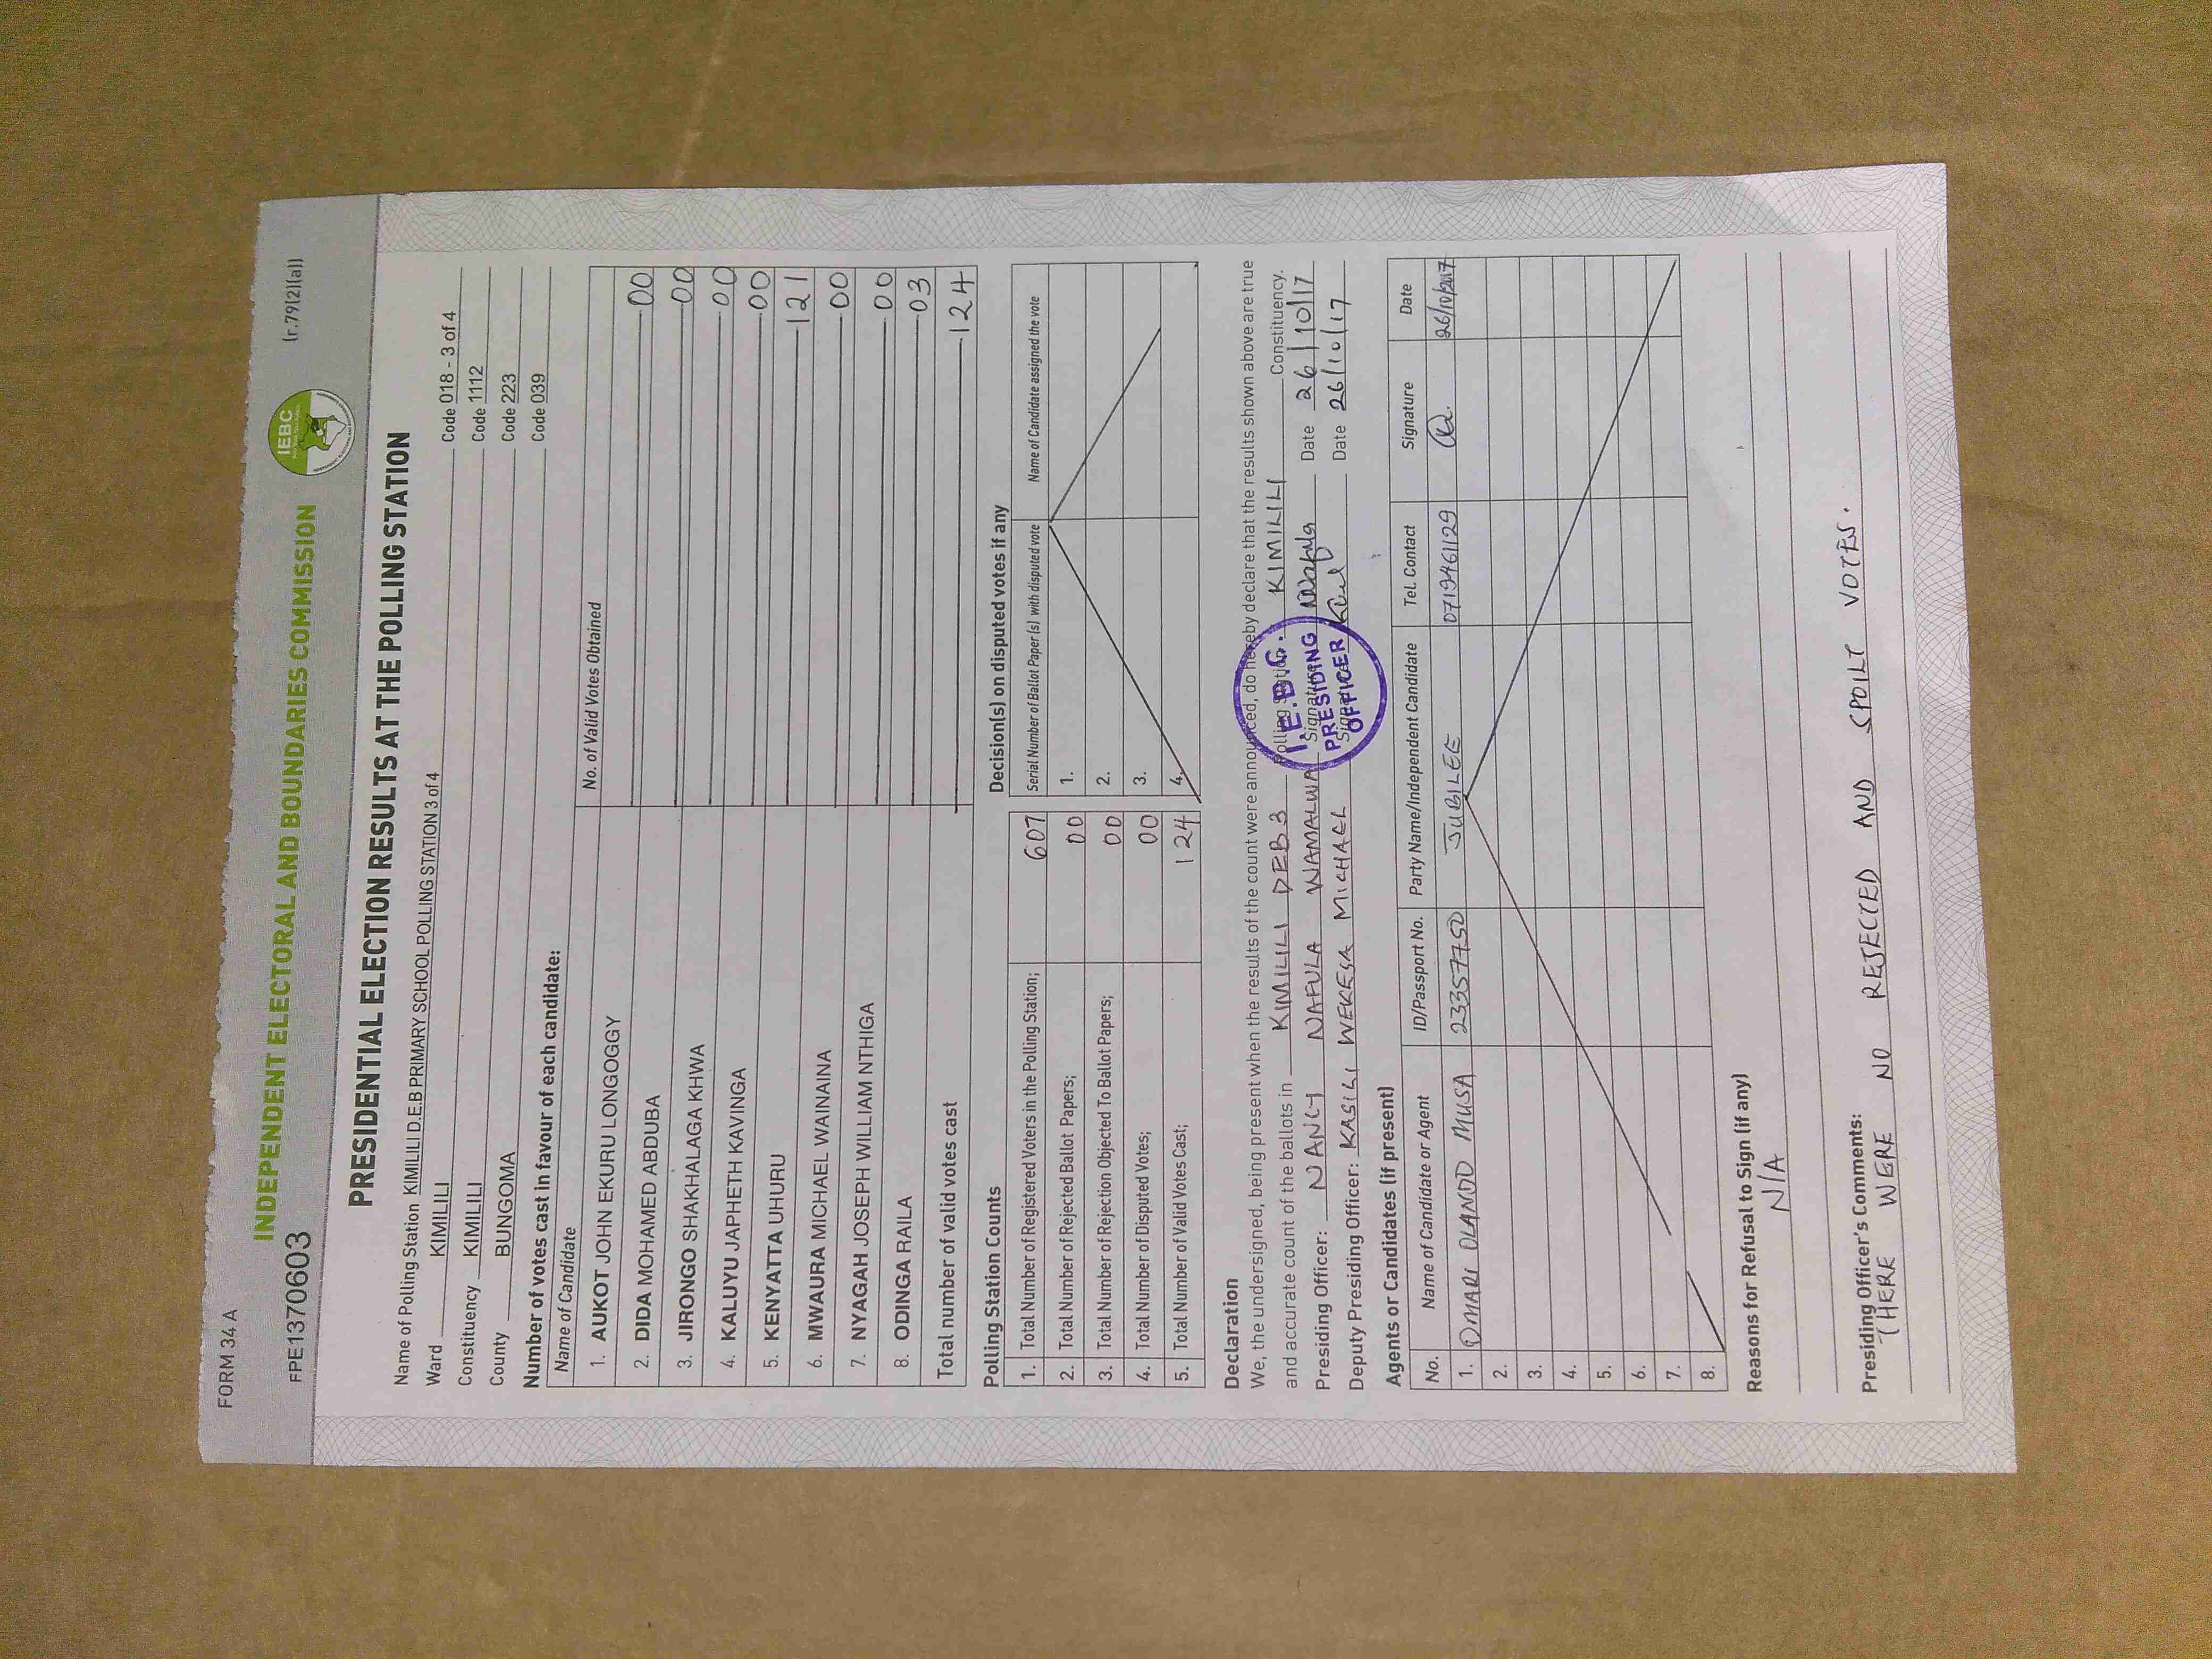 FORM 34 A
INDEPENDENT ELECTORAL AND BOUNDARIES COMMISSION
IEBC
(r.79(2)(a))
FPE1370603
PRESIDENTIAL ELECTION RESULTS AT THE POLLING STATION
Name of Polling Station KIMILILI D.E.B PRIMARY SCHOOL POLLING STATION 3 of 4 Code 018 - 3 of 4
Ward KIMILILI Code 1112
Constituency KIMILILI Code 223
County BUNGOMA Code 039
Number of votes cast in favour of each candidate:
Name of Candidate No. of Valid Votes Obtained
1. AUKOT JOHN EKURU LONGOGGY 00
2. DIDA MOHAMED ABDUBA 00
3. JIRONGO SHAKHALAGA KHWA 00
4. KALUYU JAPHETH KAVINGA 00
5. KENYATTA UHURU 121
6. MWAURA MICHAEL WAINAINA 00
7. NYAGAH JOSEPH WILLIAM NTHIGA 00
8. ODINGA RAILA 03
Total number of valid votes cast 124
Polling Station Counts
1. Total Number of Registered Voters in the Polling Station; 607
2. Total Number of Rejected Ballot Papers; 00
3. Total Number of Rejection Objected To Ballot Papers; 00
4. Total Number of Disputed Votes; 00
5. Total Number of Valid Votes Cast; 124
Decision(s) on disputed votes if any
Serial Number of Ballot Paper(s) with disputed vote Name of Candidate assigned the vote
1.
2.
3.
4.
Declaration
We, the undersigned, being present when the results of the count were announced, do hereby declare that the results shown above are true
and accurate count of the ballots in KIMILILI DEB 3 Polling Station. KIMILILI Constituency.
Presiding Officer: NANCY NAFULA WAMALWA Signature Nafula Date 26/10/17
Deputy Presiding Officer: KASILI WEKESA MICHAEL Signature Date 26/10/17
I.E.B.C.
PRESIDING
OFFICER
Agents or Candidates (if present)
No. Name of Candidate or Agent ID/Passport No. Party Name/Independent Candidate Tel. Contact Signature Date
1. OMARI OLANDO MUSA 23357750 JUBILEE 0719461129 26/10/2017
2.
3.
4.
5.
6.
7.
8.
Reasons for Refusal to Sign (if any)
N/A
Presiding Officer's Comments:
THERE WERE NO REJECTED AND SPOILT VOTES.